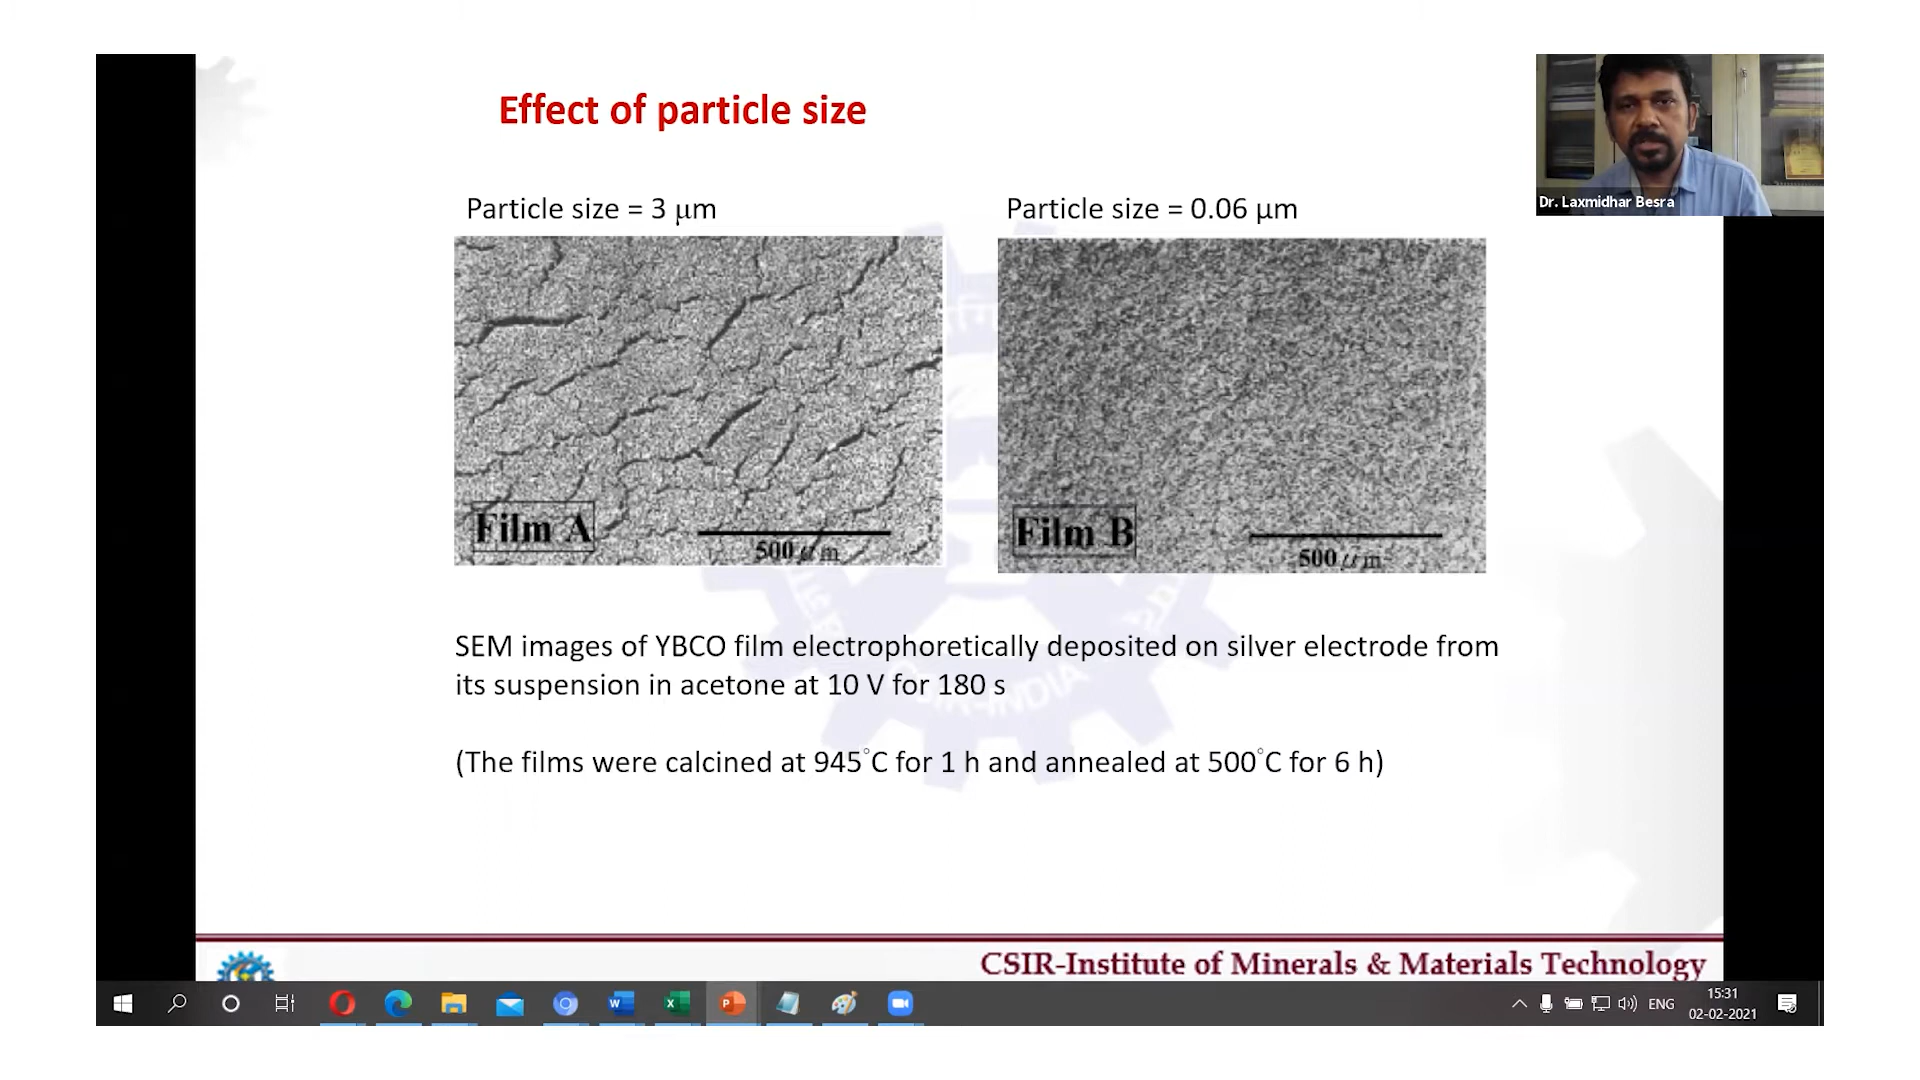 Effect of particle size
Dr. Laxmidhar Besra
Particle size = 3 μm
Particle size = 0.06 μm
Film A
500 μm
Film B
500 μm
SEM images of YBCO film electrophoretically deposited on silver electrode from
its suspension in acetone at 10 V for 180 s
CSIR-INDIA
(The films were calcined at 945°C for 1 h and annealed at 500°C for 6 h)
CSIR-Institute of Minerals & Materials Technology
ENG
15:31
02-02-2021